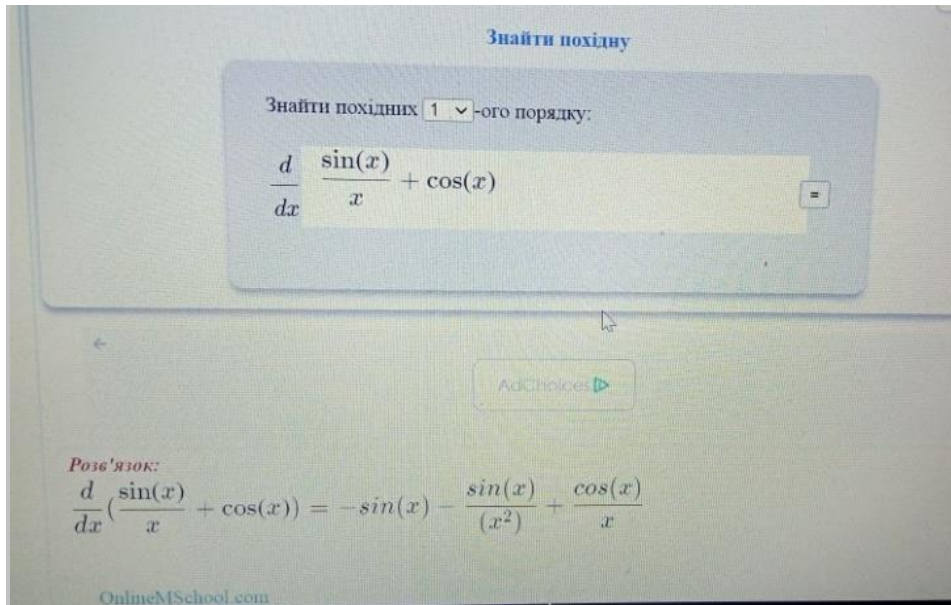 Знайти похідну
Знайти похідних 1 -ого порядку:
d/dx sin(x)/x + cos(x)
=
AdChoices
Розв'язок:
d/dx(sin(x)/x + cos(x)) = −sin(x) − sin(x)/(x²) + cos(x)/x
OnlineMSchool.com